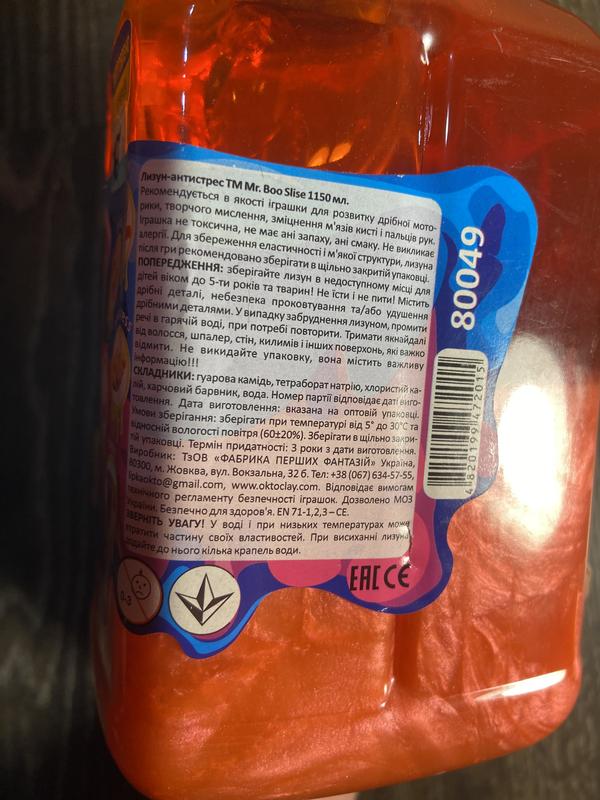 Лизун-антистрес ТМ Mr. Boo Slise 1150 мл.
Рекомендується в якості іграшки для розвитку дрібної мото-
рики, творчого мислення, зміцнення м'язів кисті і пальців рук.
Іграшка не токсична, не має ані запаху, ані смаку. Не викликає
алергії. Для збереження еластичності і м'якої структури, лизуна
після гри рекомендовано зберігати в щільно закритій упаковці.
ПОПЕРЕДЖЕННЯ: зберігайте лизун в недоступному місці для
дітей віком до 5-ти років та тварин! Не їсти і не пити! Містить
дрібні деталі, небезпека проковтування та/або удушення
дрібними деталями. У випадку забруднення лизуном, промити
речі в гарячій воді, при потребі повторити. Тримати якнайдалі
від волосся, шпалер, стін, килимів і інших поверхонь, які важко
відмити. Не викидайте упаковку, вона містить важливу
інформацію!!!
СКЛАДНИКИ: гуарова камідь, тетраборат натрію, хлористий ка-
лій, харчовий барвник, вода. Номер партії відповідає даті виго-
товлення. Дата виготовлення: вказана на оптовій упаковці.
Умови зберігання: зберігати при температурі від 5° до 30°С та
відносній вологості повітря (60±20%). Зберігати в щільно закри-
тій упаковці. Термін придатності: 3 роки з дати виготовлення.
Виробник: ТзОВ «ФАБРИКА ПЕРШИХ ФАНТАЗІЙ» Україна,
80300, м. Жовква, вул. Вокзальна, 32 б. Тел: +38 (067) 634-57-55,
lipkaokto@gmail.com, www.oktoclay.com. Відповідає вимогам
технічного регламенту безпечності іграшок. Дозволено МОЗ
України. Безпечно для здоров'я. EN 71-1,2,3 – CE.
ЗВЕРНІТЬ УВАГУ! У воді і при низьких температурах може
втратити частину своїх властивостей. При висиханні лизуна
додайте до нього кілька крапель води.
80049
4820199472015
0-3
EAC CE